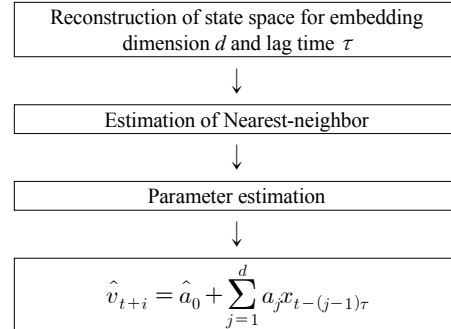 Reconstruction of state space for embedding
dimension d and lag time τ
↓
Estimation of Nearest-neighbor
↓
Parameter estimation
↓
v̂_{t+i} = â_0 + ∑_{j=1}^{d} a_j x_{t-(j-1)τ}